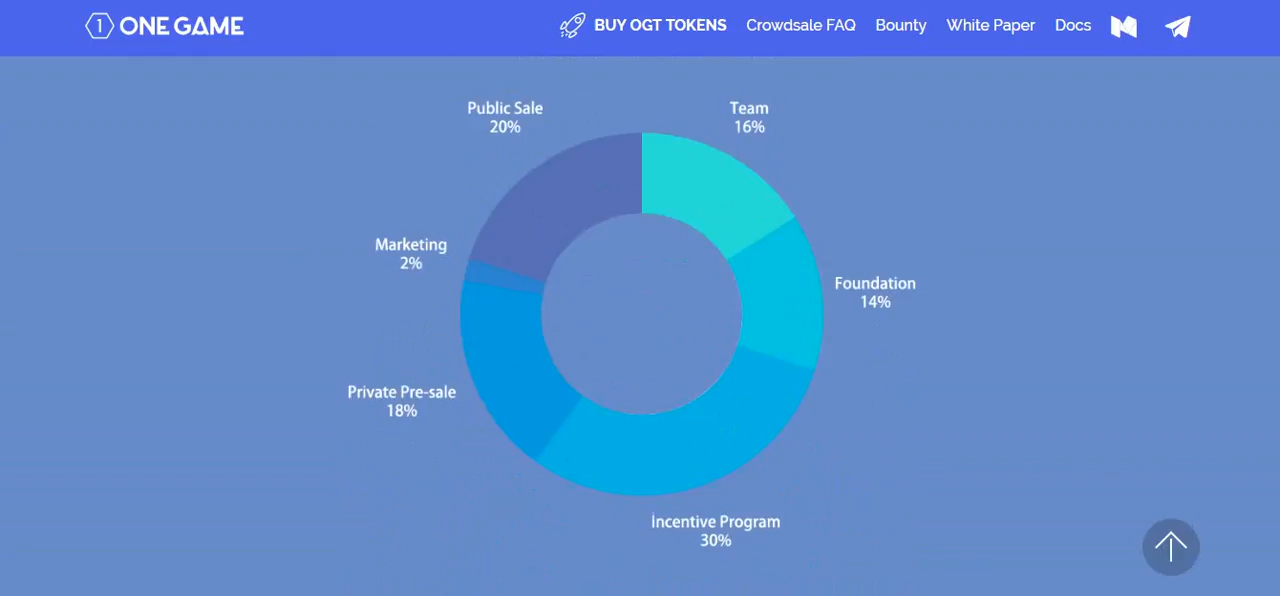 1 ONE GAME
BUY OGT TOKENS
Crowdsale FAQ
Bounty
White Paper
Docs
Public Sale
20%
Team
16%
Marketing
2%
Foundation
14%
Private Pre-sale
18%
Incentive Program
30%